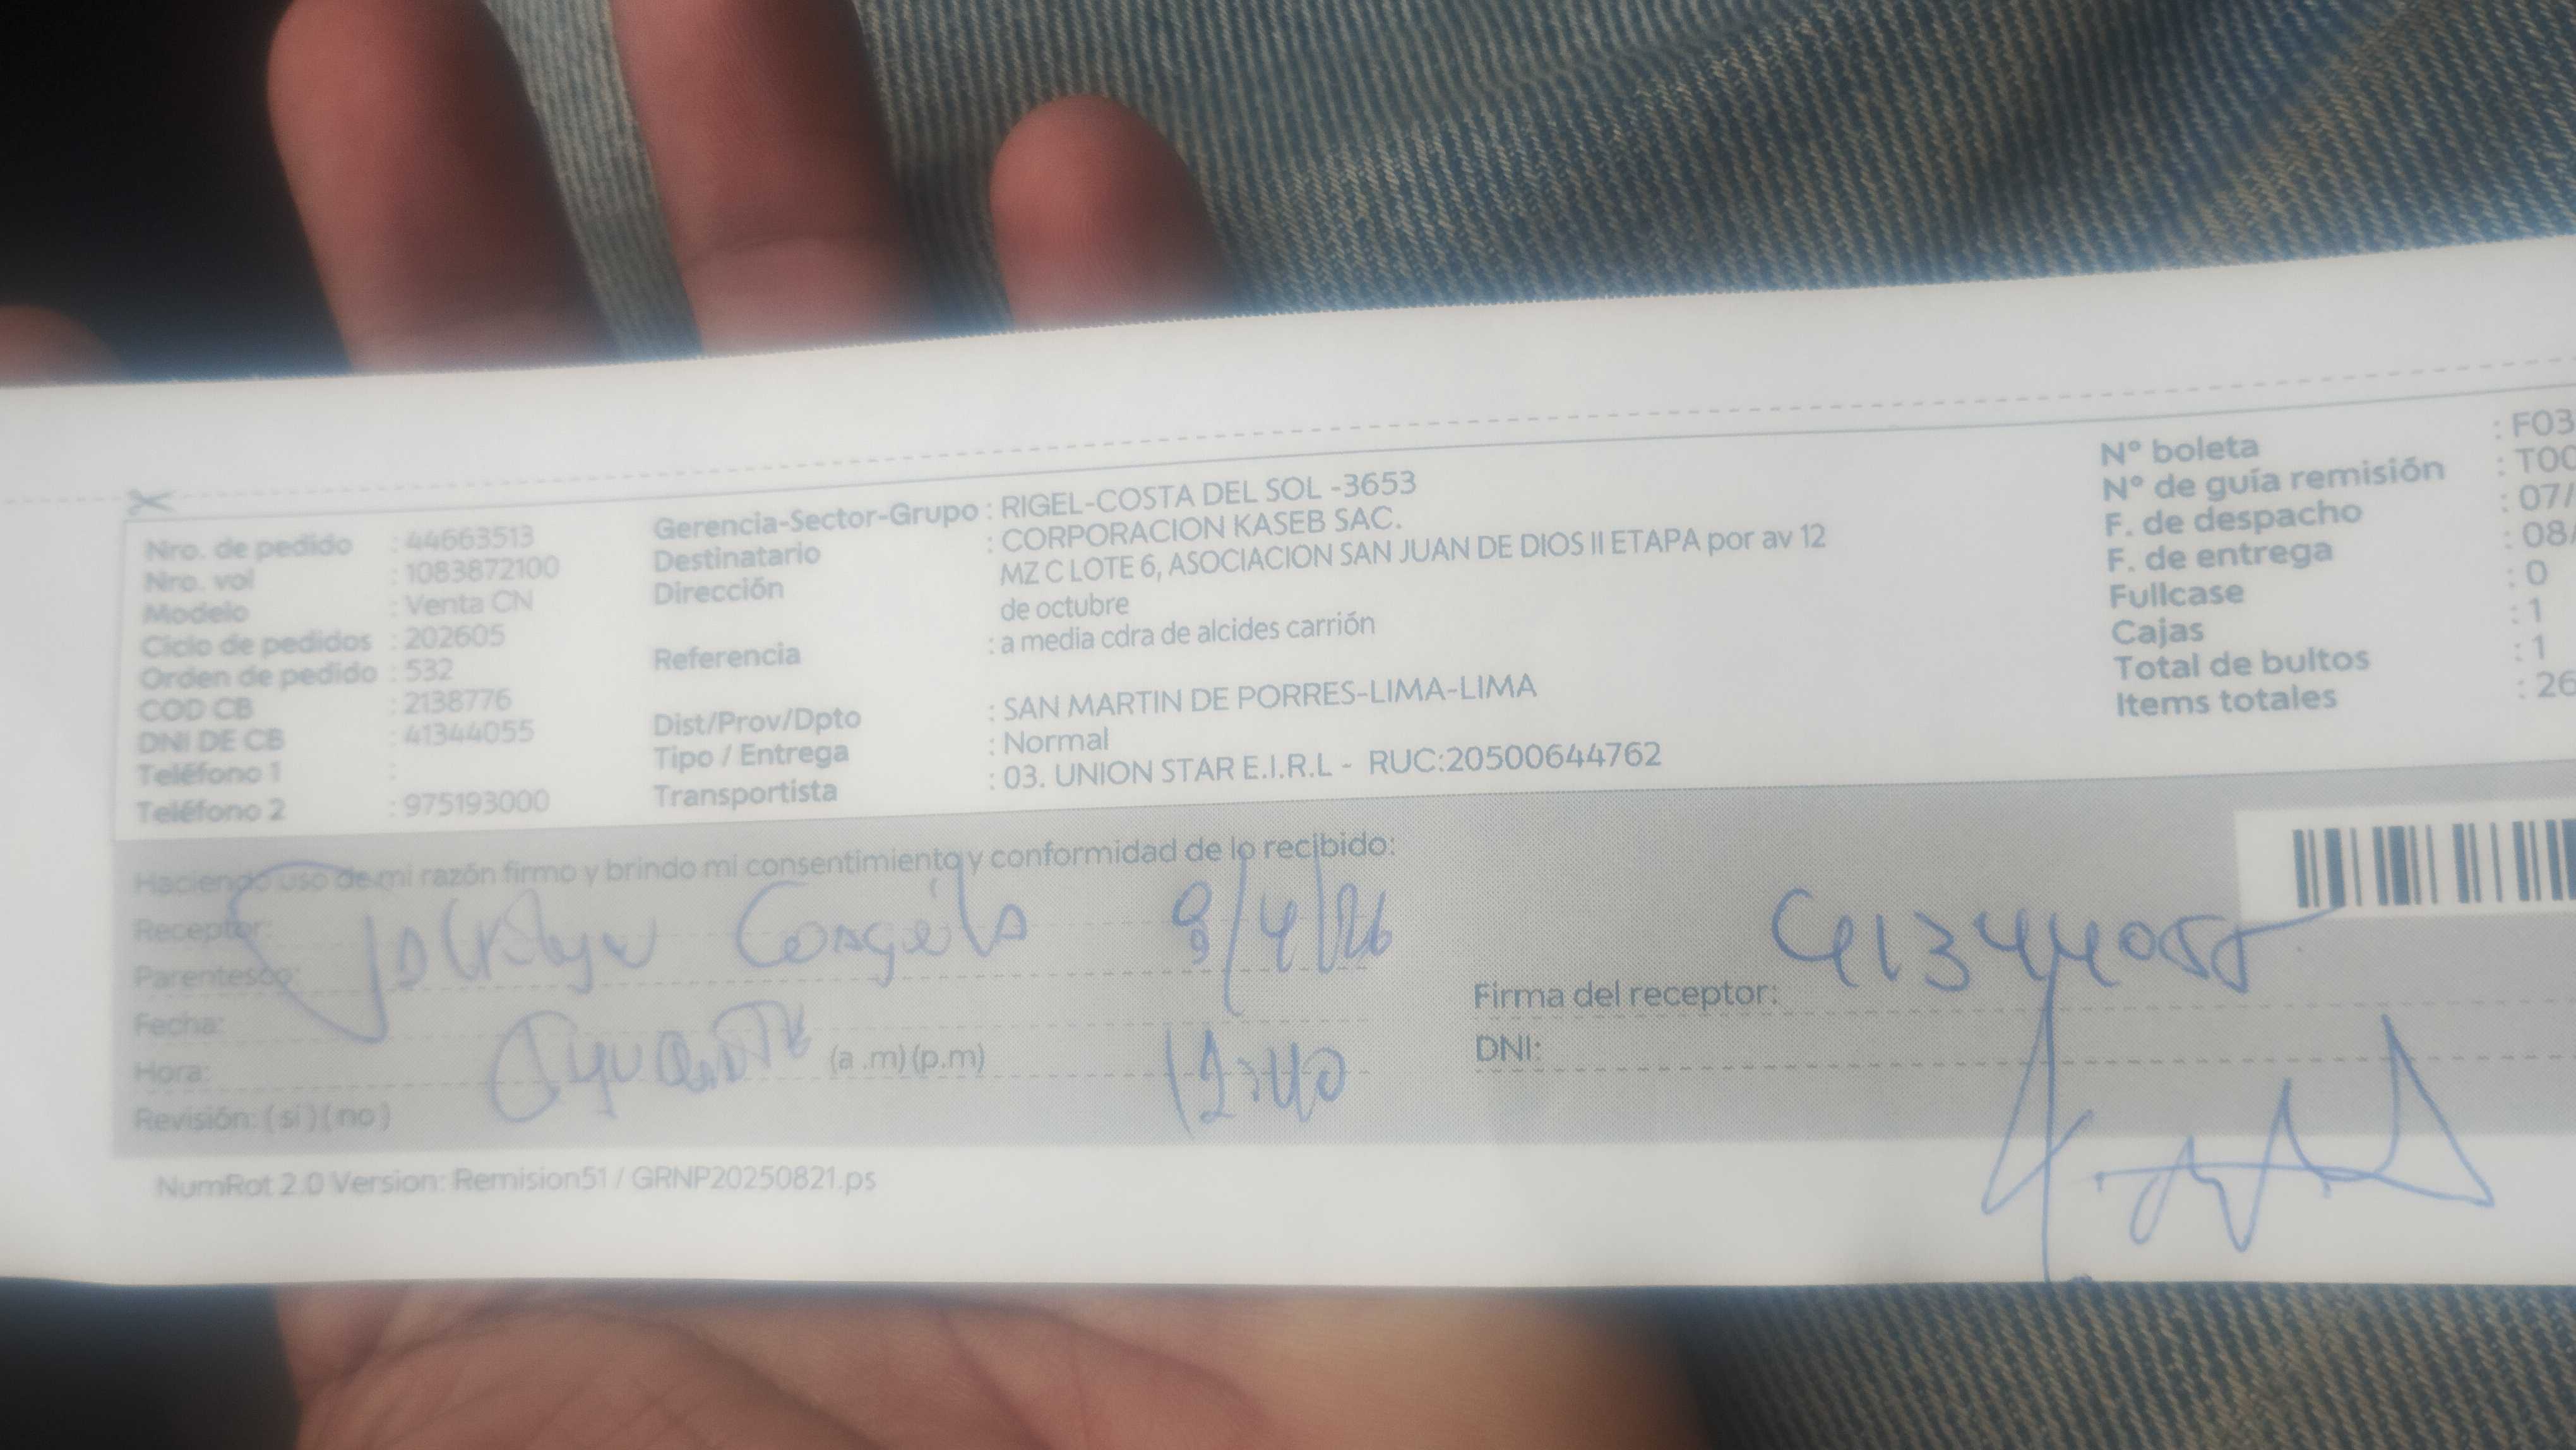 Nro. de pedido : 44663513
Nro. vol : 1083872100
Modelo : Venta CN
Ciclo de pedidos : 202605
Orden de pedido : 532
COD CB : 2138776
DNI DE CB : 41344055
Teléfono 1 :
Teléfono 2 : 975193000
Gerencia-Sector-Grupo : RIGEL-COSTA DEL SOL -3653
Destinatario : CORPORACION KASEB SAC.
Dirección MZ C LOTE 6, ASOCIACION SAN JUAN DE DIOS II ETAPA por av 12
de octubre
Referencia : a media cdra de alcides carrión
Dist/Prov/Dpto : SAN MARTIN DE PORRES-LIMA-LIMA
Tipo / Entrega : Normal
Transportista : 03. UNION STAR E.I.R.L - RUC:20500644762
Nº boleta : F03
Nº de guía remisión : T00
F. de despacho : 07/
F. de entrega : 08/
Fullcase : 0
Cajas : 1
Total de bultos : 1
Items totales : 26
Haciendo uso de mi razón firmo y brindo mi consentimiento y conformidad de lo recibido:
Receptor:
Parentesco:
Fecha:
Hora: (a .m) (p.m) 12:40
Revisión: ( si ) ( no )
41344055
Firma del receptor:
DNI:
NumRot 2.0 Version: Remision51 / GRNP20250821.ps